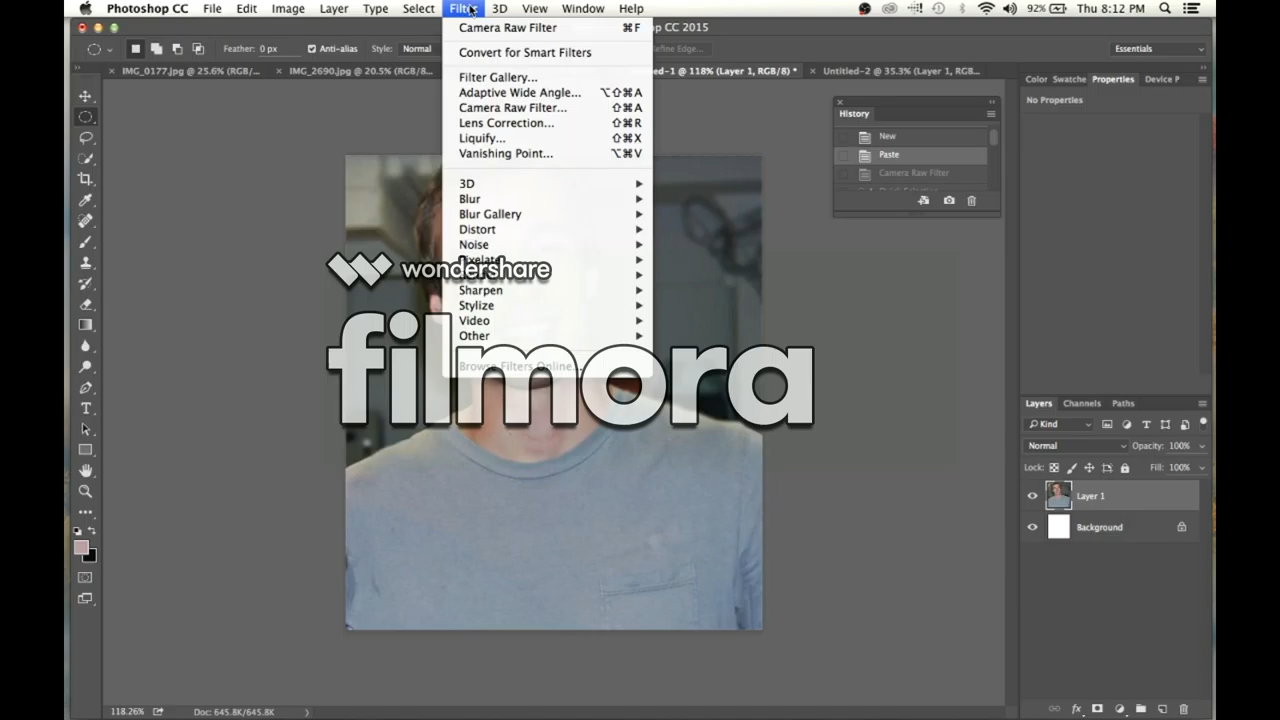 Photoshop CC File Edit Image Layer Type Select Filter 3D View Window Help 92% Thu 8:12 PM
op CC 2015
Feather: 0 px Anti-alias Style: Normal Refine Edge... Essentials
IMG_0177.jpg @ 25.6% (RGB/... IMG_2690.jpg @ 20.5% (RGB/8... ed-1 @ 118% (Layer 1, RGB/8) * Untitled-2 @ 35.3% (Layer 1, RGB...
Camera Raw Filter ⌘F
Convert for Smart Filters
Filter Gallery...
Adaptive Wide Angle... ⌥⇧⌘A
Camera Raw Filter... ⇧⌘A
Lens Correction... ⇧⌘R
Liquify... ⇧⌘X
Vanishing Point... ⌥⌘V
3D
Blur
Blur Gallery
Distort
Noise
Pixelate
Sharpen
Stylize
Video
Other
Browse Filters Online...
wondershare
filmora
History
New
Paste
Camera Raw Filter
Color Swatche Properties Device P
No Properties
Layers Channels Paths
Kind
Normal Opacity: 100%
Lock: Fill: 100%
Layer 1
Background
118.26% Doc: 645.8K/645.8K